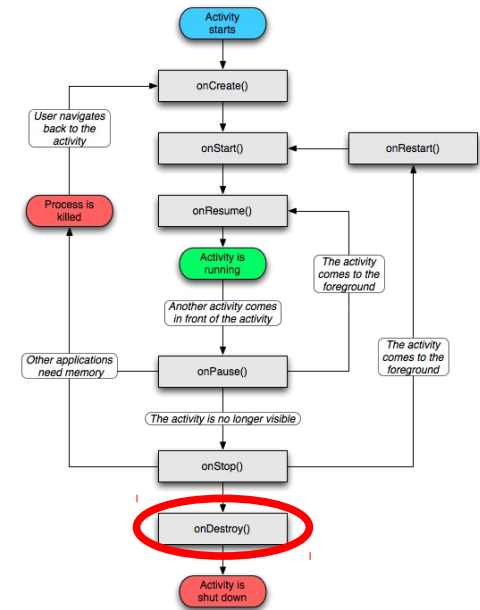 Activity
starts
onCreate()
User navigates
back to the
activity
onStart()
onRestart()
Process is
killed
onResume()
Activity is
running
The activity
comes to the
foreground
Another activity comes
in front of the activity
Other applications
need memory
onPause()
The activity
comes to the
foreground
The activity is no longer visible
onStop()
onDestroy()
Activity is
shut down